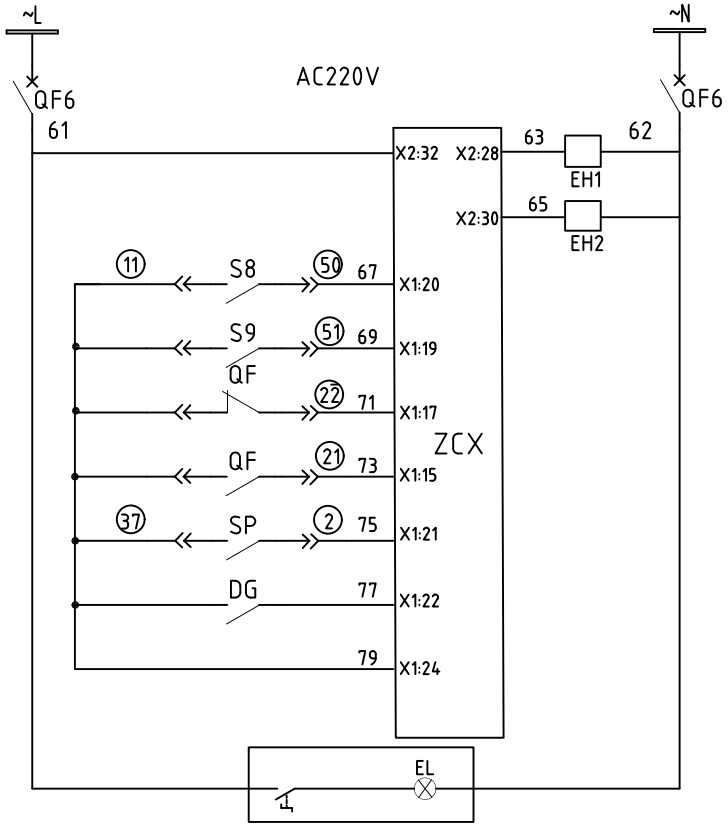 ~L ~N
AC220V
QF6 QF6
61 63 62
X2:32 X2:28
EH1
65
X2:30
EH2
11 S8 50 67 X1:20
S9 51 69 X1:19
QF 22 71 X1:17
ZCX
QF 21 73 X1:15
37 SP 2 75 X1:21
DG 77 X1:22
79 X1:24
EL